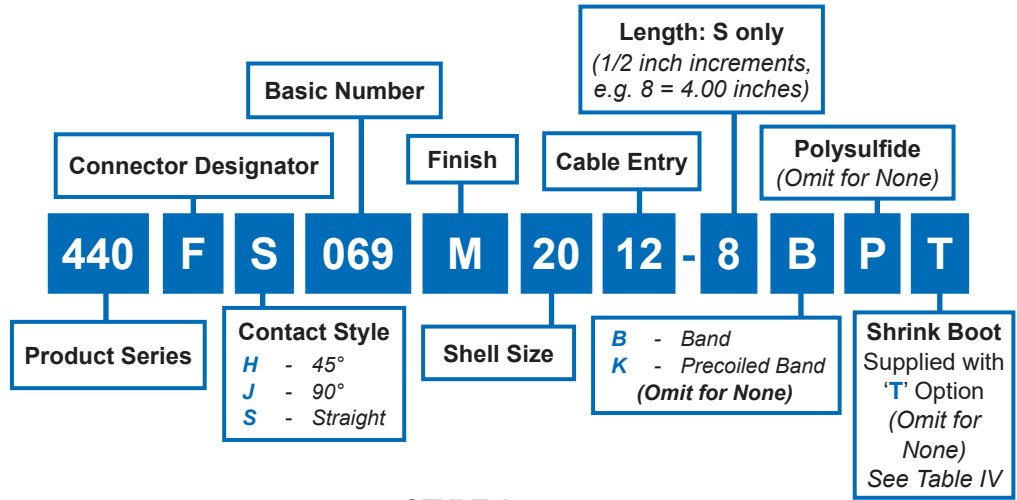 Length: S only
(1/2 inch increments,
e.g. 8 = 4.00 inches)
Basic Number
Connector Designator
Finish
Cable Entry
Polysulfide
(Omit for None)
440 F S 069 M 20 12 - 8 B P T
Product Series
Contact Style
H - 45°
J - 90°
S - Straight
Shell Size
B - Band
K - Precoiled Band
(Omit for None)
Shrink Boot
Supplied with
‘T’ Option
(Omit for
None)
See Table IV